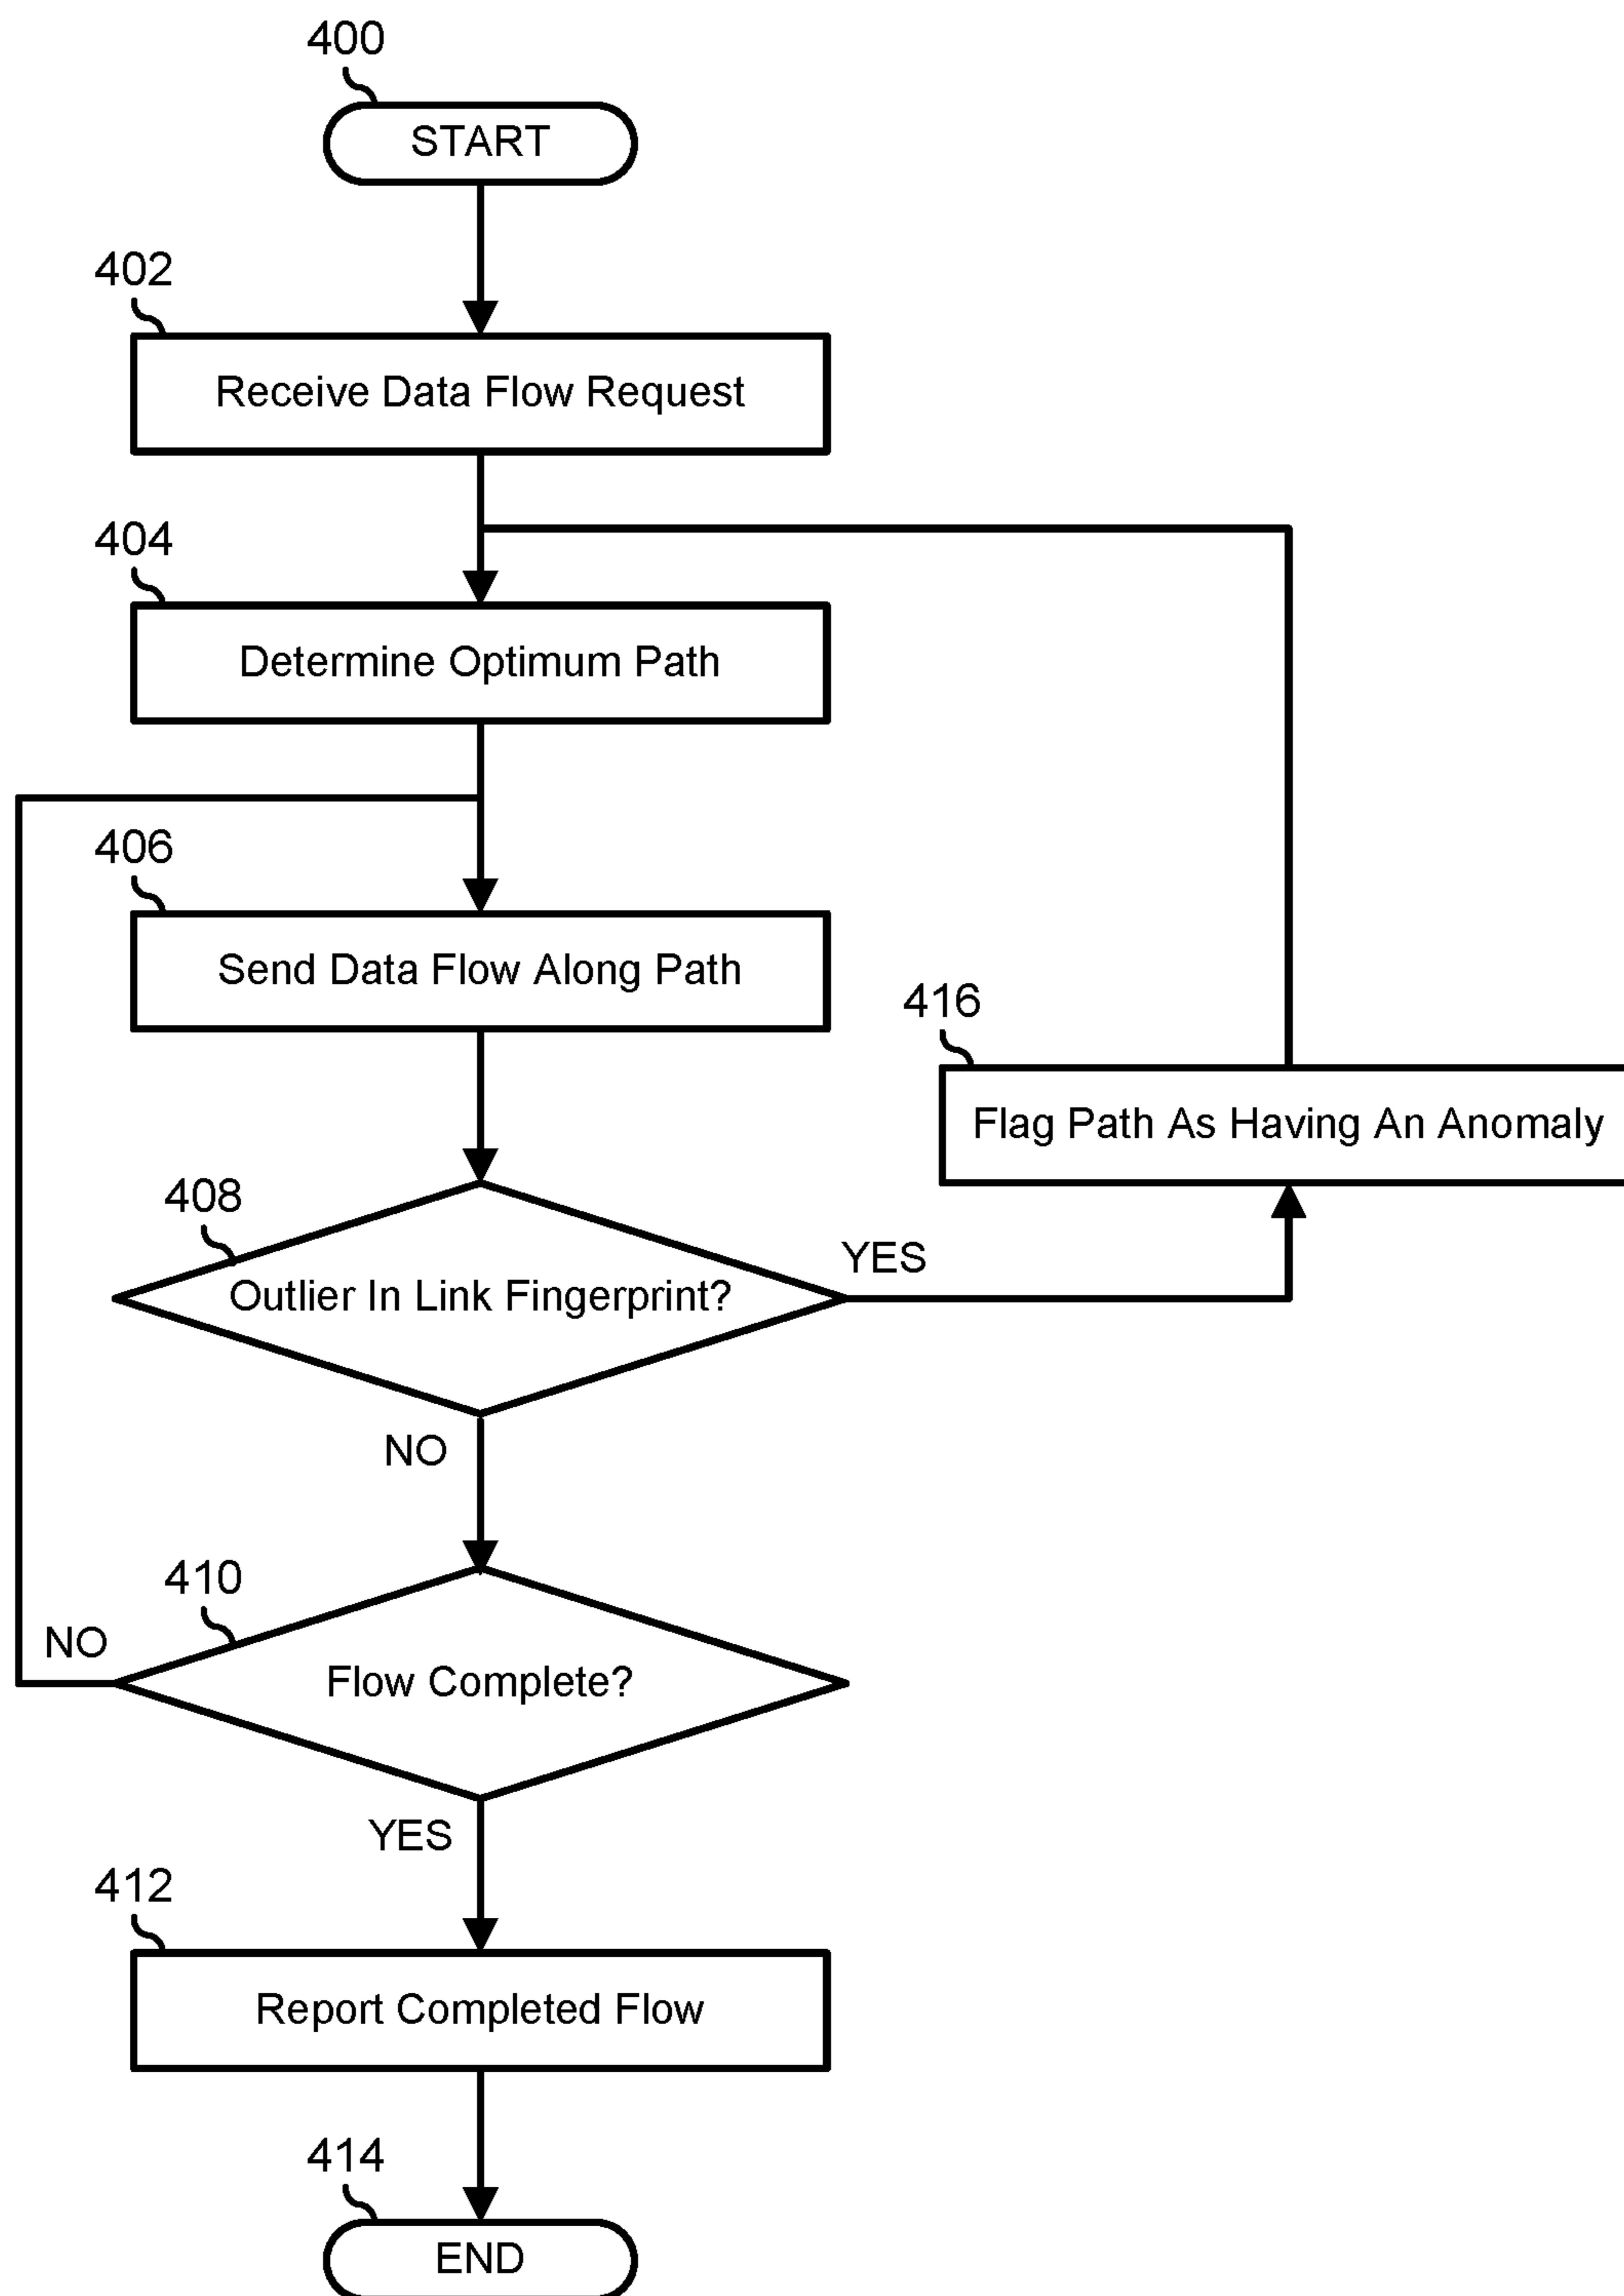 400
START
402
Receive Data Flow Request
404
Determine Optimum Path
406
Send Data Flow Along Path
416
Flag Path As Having An Anomaly
408
Outlier In Link Fingerprint?
YES
NO
410
NO
Flow Complete?
YES
412
Report Completed Flow
414
END